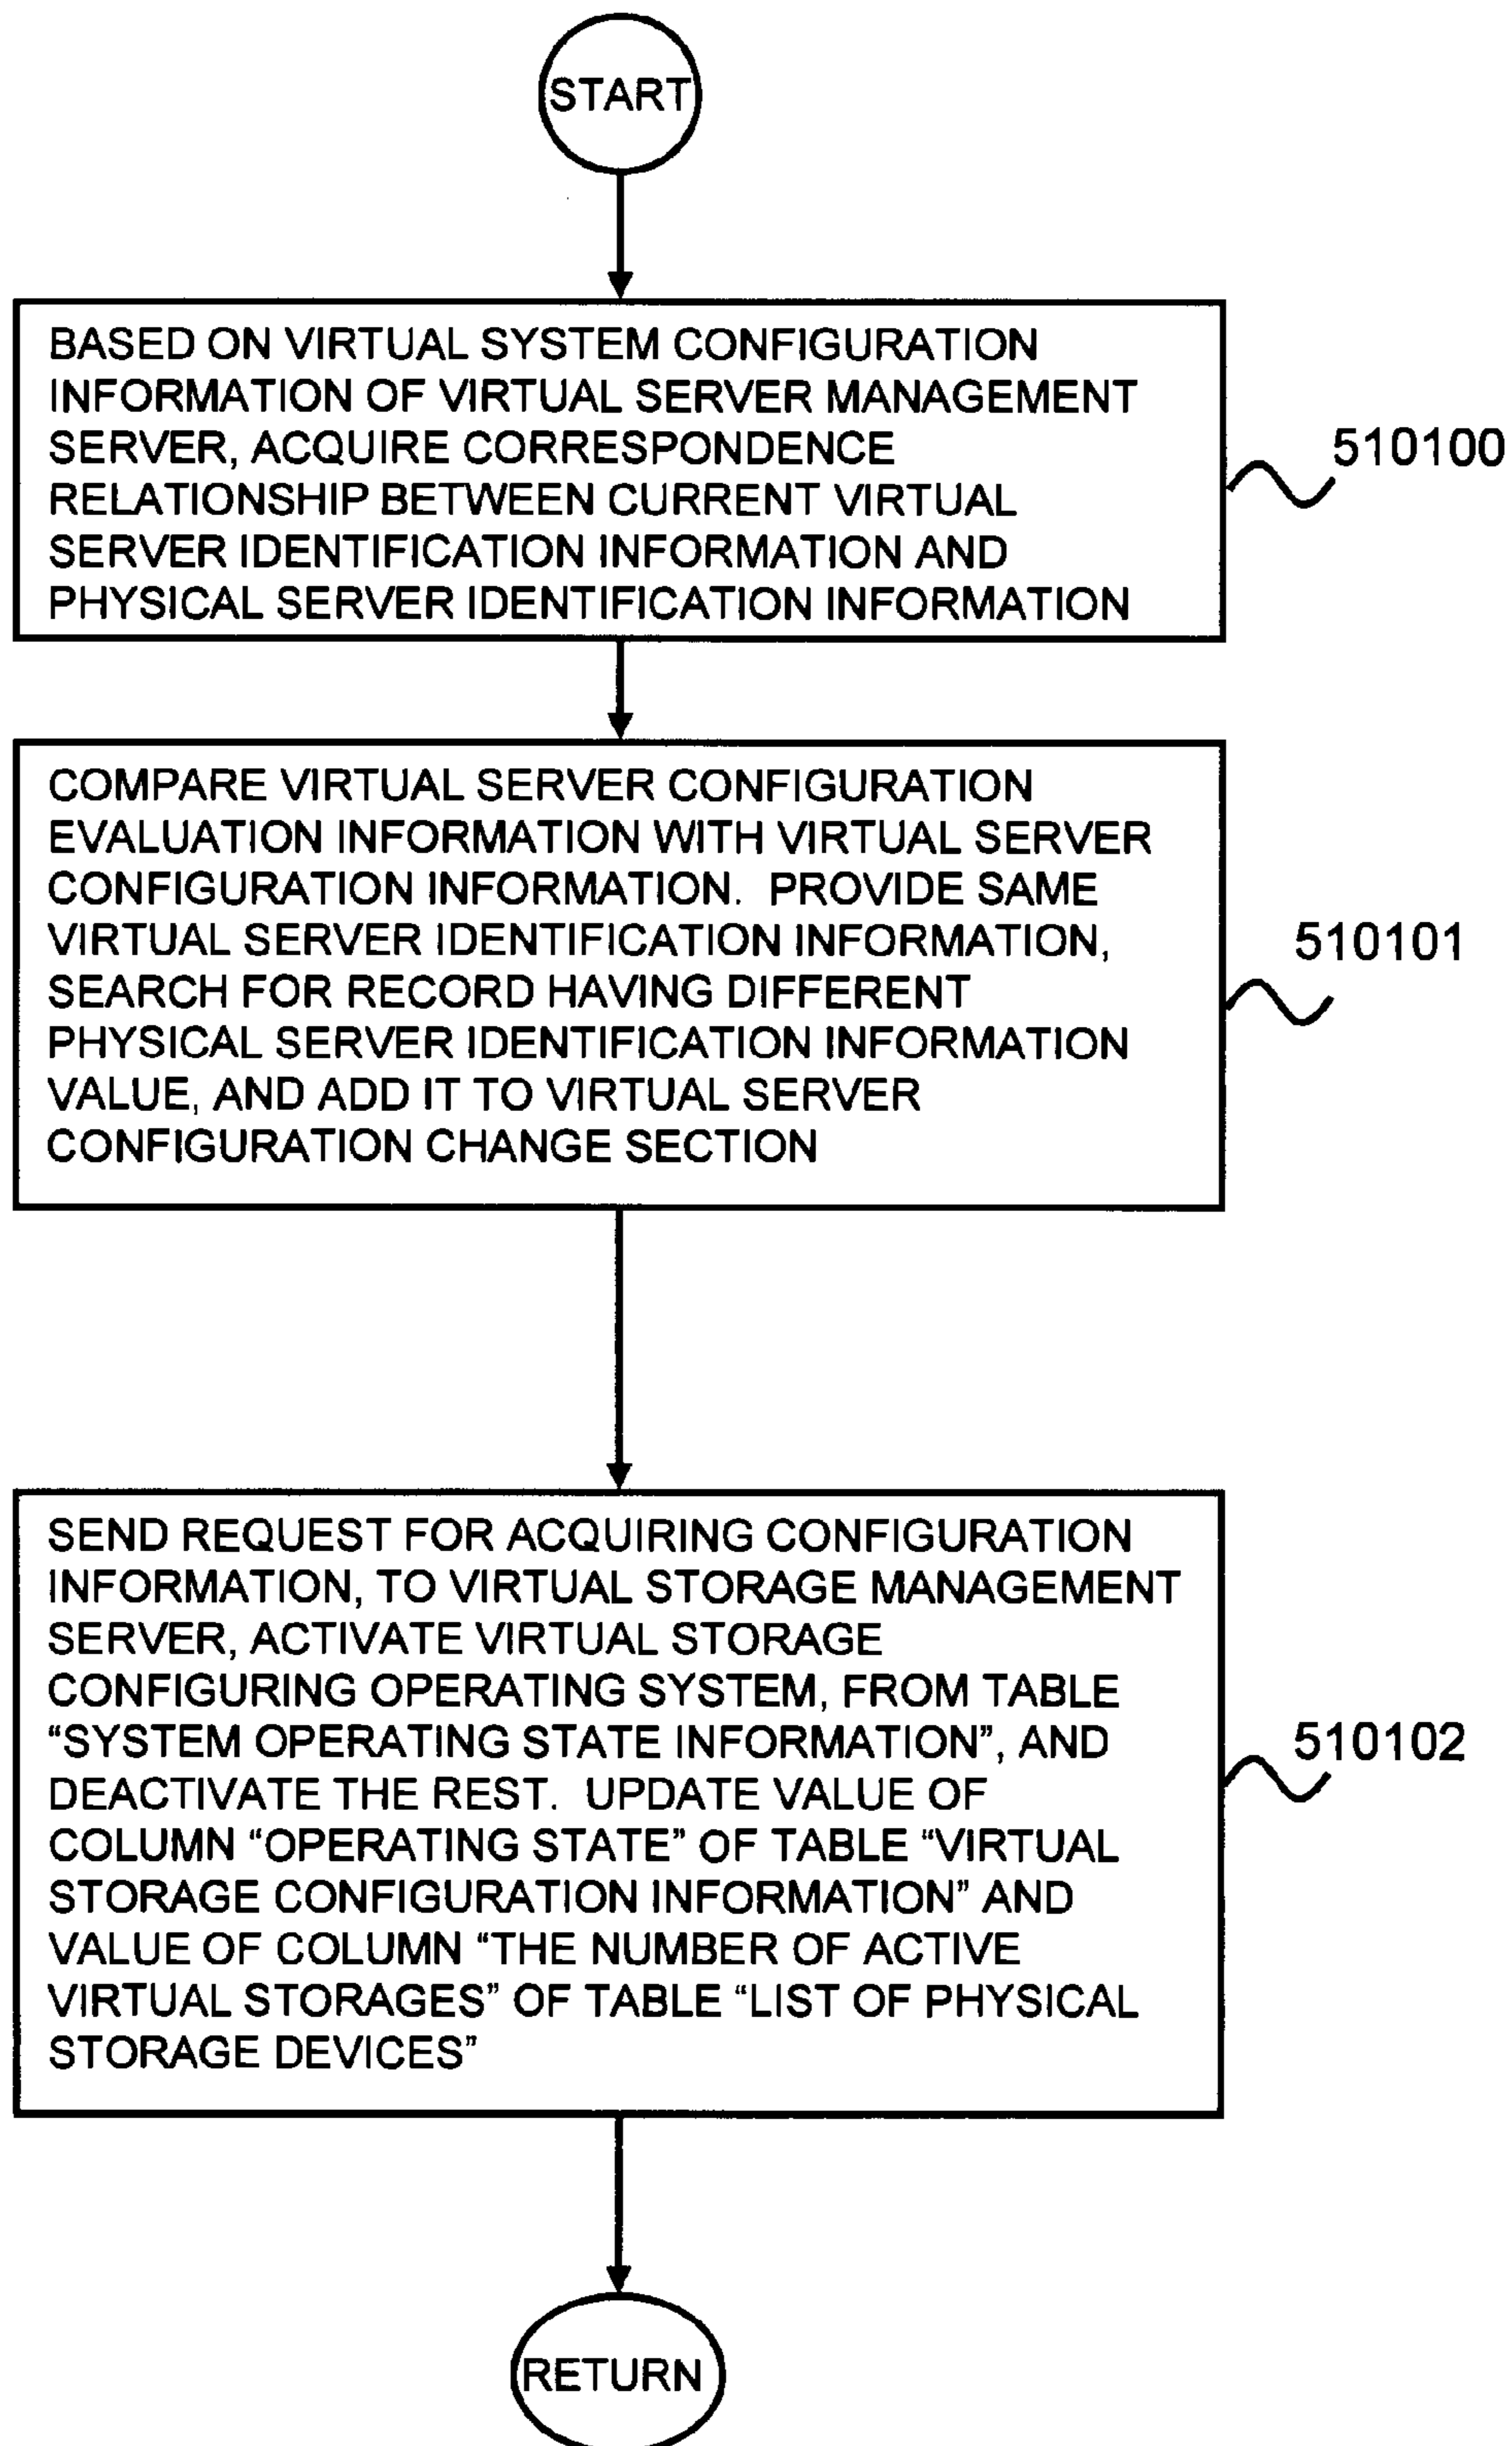 START
BASED ON VIRTUAL SYSTEM CONFIGURATION
INFORMATION OF VIRTUAL SERVER MANAGEMENT
SERVER, ACQUIRE CORRESPONDENCE
RELATIONSHIP BETWEEN CURRENT VIRTUAL
SERVER IDENTIFICATION INFORMATION AND
PHYSICAL SERVER IDENTIFICATION INFORMATION
510100
COMPARE VIRTUAL SERVER CONFIGURATION
EVALUATION INFORMATION WITH VIRTUAL SERVER
CONFIGURATION INFORMATION. PROVIDE SAME
VIRTUAL SERVER IDENTIFICATION INFORMATION,
SEARCH FOR RECORD HAVING DIFFERENT
PHYSICAL SERVER IDENTIFICATION INFORMATION
VALUE, AND ADD IT TO VIRTUAL SERVER
CONFIGURATION CHANGE SECTION
510101
SEND REQUEST FOR ACQUIRING CONFIGURATION
INFORMATION, TO VIRTUAL STORAGE MANAGEMENT
SERVER, ACTIVATE VIRTUAL STORAGE
CONFIGURING OPERATING SYSTEM, FROM TABLE
“SYSTEM OPERATING STATE INFORMATION”, AND
DEACTIVATE THE REST. UPDATE VALUE OF
COLUMN “OPERATING STATE” OF TABLE “VIRTUAL
STORAGE CONFIGURATION INFORMATION” AND
VALUE OF COLUMN “THE NUMBER OF ACTIVE
VIRTUAL STORAGES” OF TABLE “LIST OF PHYSICAL
STORAGE DEVICES”
510102
RETURN